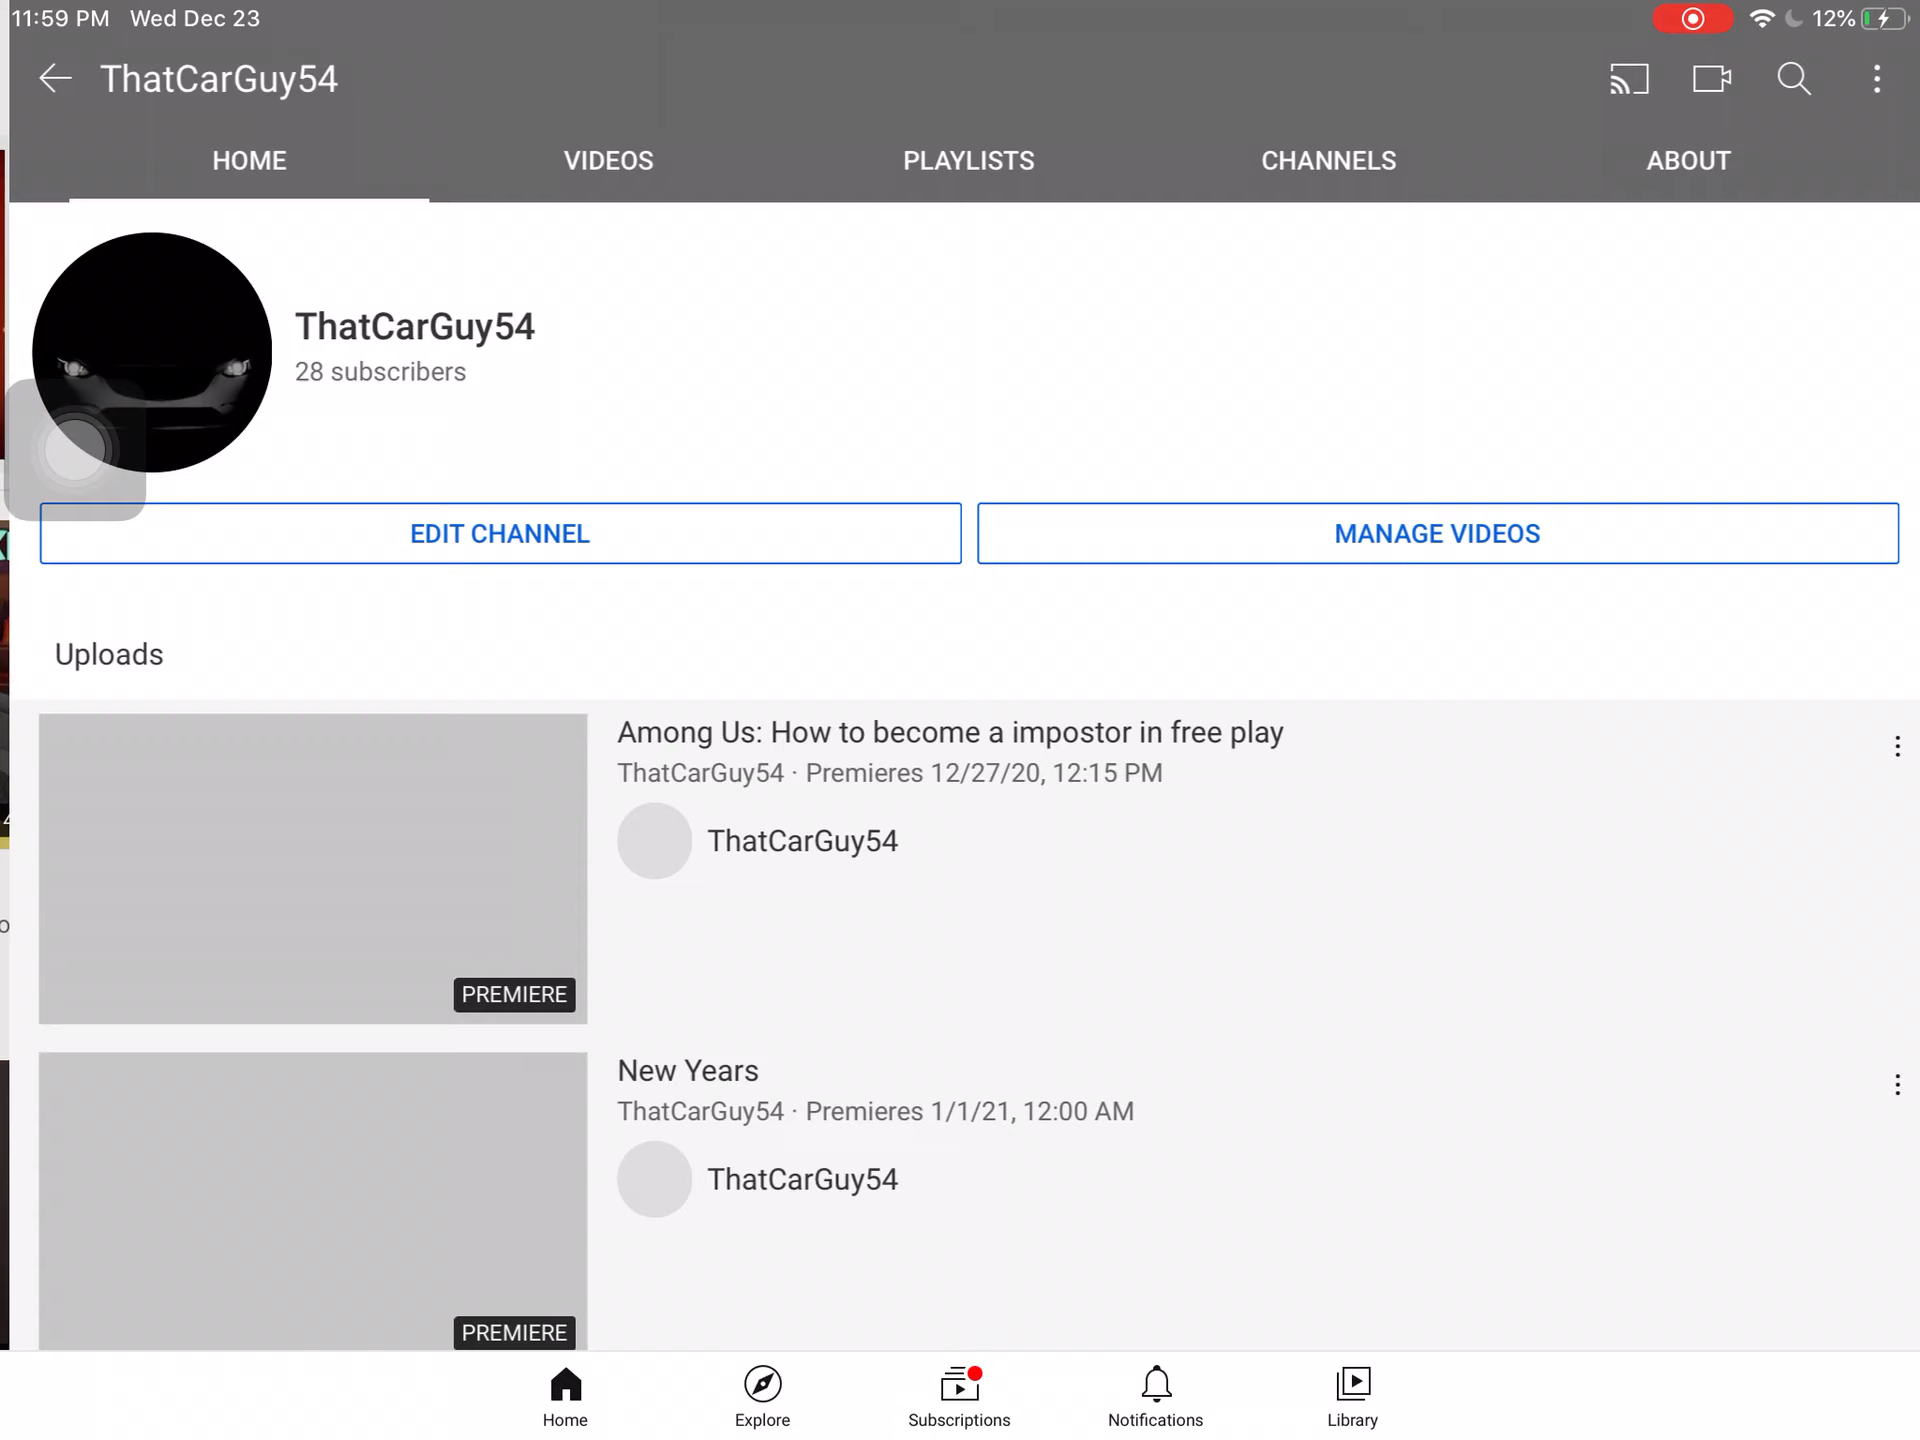 11:59 PM Wed Dec 23
12%
ThatCarGuy54
HOME
VIDEOS
PLAYLISTS
CHANNELS
ABOUT
ThatCarGuy54
28 subscribers
EDIT CHANNEL
MANAGE VIDEOS
Uploads
Among Us: How to become a impostor in free play
ThatCarGuy54 · Premieres 12/27/20, 12:15 PM
ThatCarGuy54
PREMIERE
New Years
ThatCarGuy54 · Premieres 1/1/21, 12:00 AM
ThatCarGuy54
PREMIERE
Home
Explore
Subscriptions
Notifications
Library